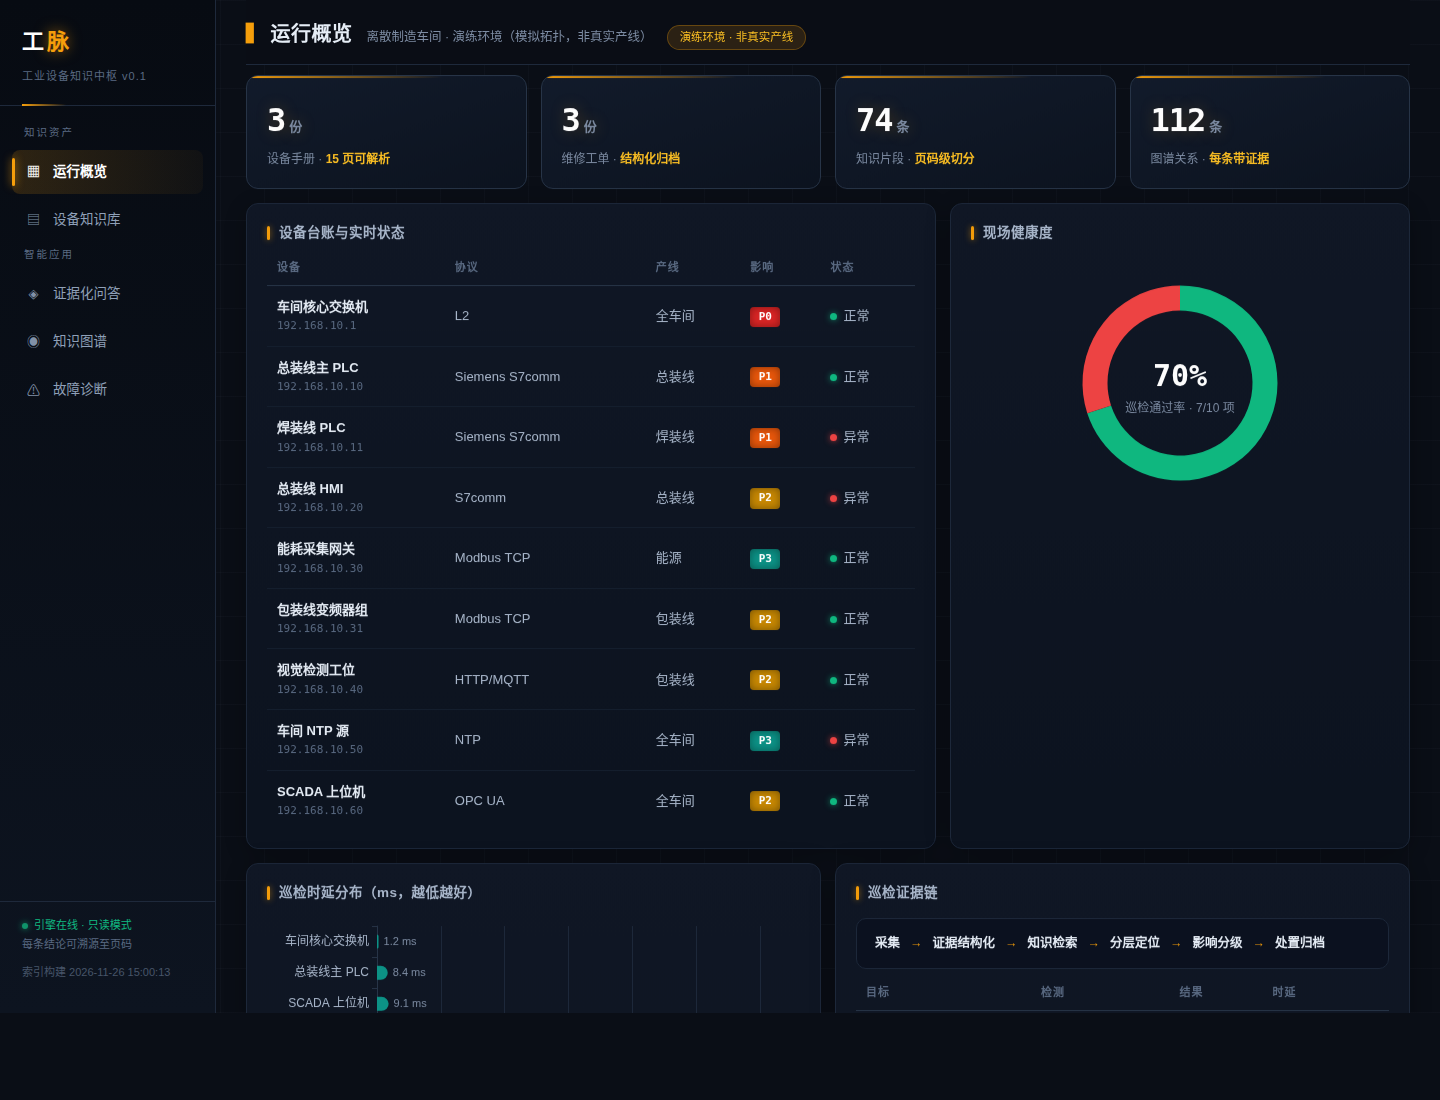 工脉
工业设备知识中枢 v0.1
知识资产
运行概览
设备知识库
智能应用
证据化问答
知识图谱
故障诊断
引擎在线 · 只读模式
每条结论可溯源至页码
索引构建 2026-11-26 15:00:13
运行概览 离散制造车间 · 演练环境（模拟拓扑，非真实产线） 演练环境 · 非真实产线
3 份
设备手册 · 15 页可解析
3 份
维修工单 · 结构化归档
74 条
知识片段 · 页码级切分
112 条
图谱关系 · 每条带证据
设备台账与实时状态
设备 协议 产线 影响 状态
车间核心交换机 L2 全车间 P0 正常
192.168.10.1
总装线主 PLC Siemens S7comm 总装线 P1 正常
192.168.10.10
焊装线 PLC Siemens S7comm 焊装线 P1 异常
192.168.10.11
总装线 HMI S7comm 总装线 P2 异常
192.168.10.20
能耗采集网关 Modbus TCP 能源 P3 正常
192.168.10.30
包装线变频器组 Modbus TCP 包装线 P2 正常
192.168.10.31
视觉检测工位 HTTP/MQTT 包装线 P2 正常
192.168.10.40
车间 NTP 源 NTP 全车间 P3 异常
192.168.10.50
SCADA 上位机 OPC UA 全车间 P2 正常
192.168.10.60
现场健康度
70%
巡检通过率 · 7/10 项
巡检时延分布（ms，越低越好）
车间核心交换机 1.2 ms
总装线主 PLC 8.4 ms
SCADA 上位机 9.1 ms
巡检证据链
采集 → 证据结构化 → 知识检索 → 分层定位 → 影响分级 → 处置归档
目标 检测 结果 时延